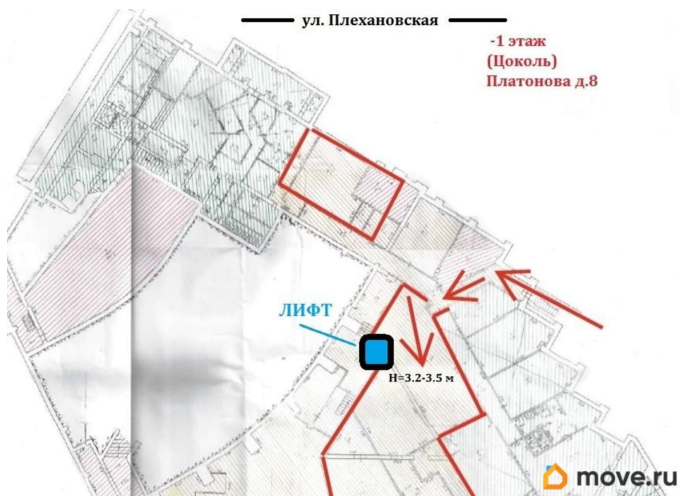 ул. Плехановская
-1 этаж
(Цоколь)
Платонова д.8
ЛИФТ
Н=3.2-3.5 м
move.ru